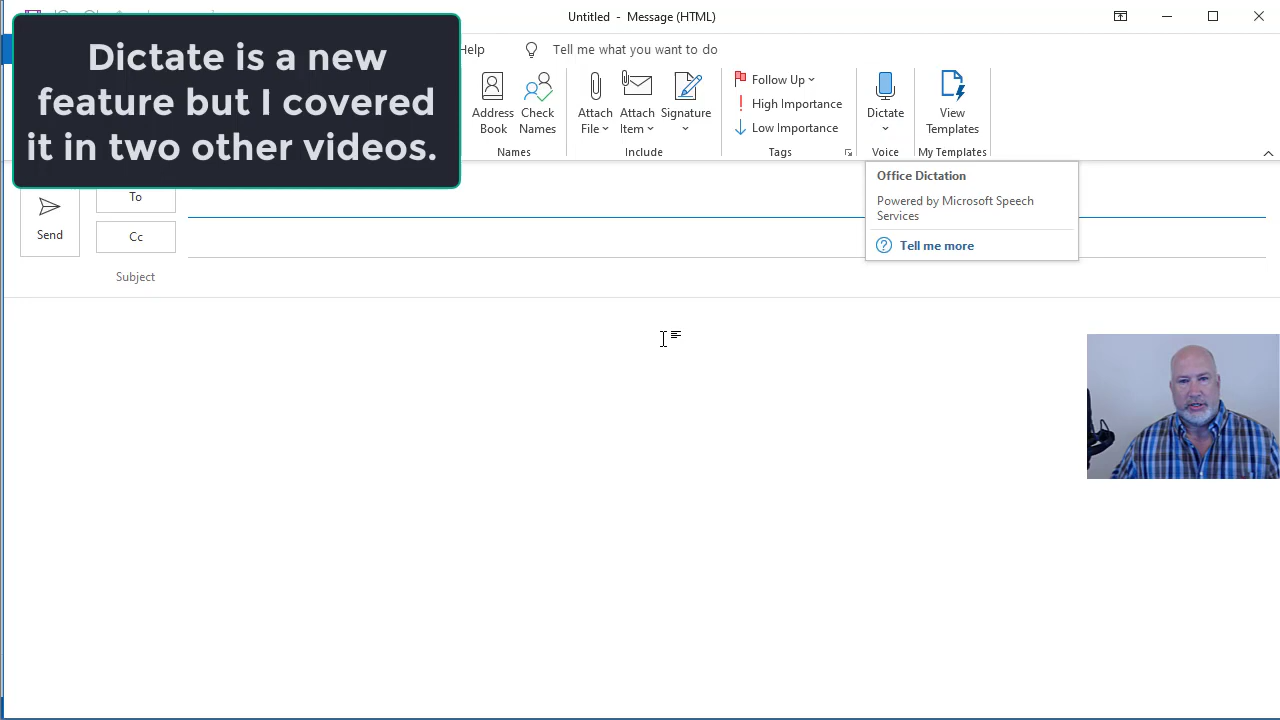 Untitled - Message (HTML)
Dictate is a new
feature but I covered
it in two other videos.
Help
Tell me what you want to do
Address
Book
Check
Names
Names
Attach
File
Attach
Item
Signature
Include
Follow Up
High Importance
Low Importance
Tags
Dictate
Voice
View
Templates
My Templates
Office Dictation
Powered by Microsoft Speech
Services
Tell me more
Send
To
Cc
Subject